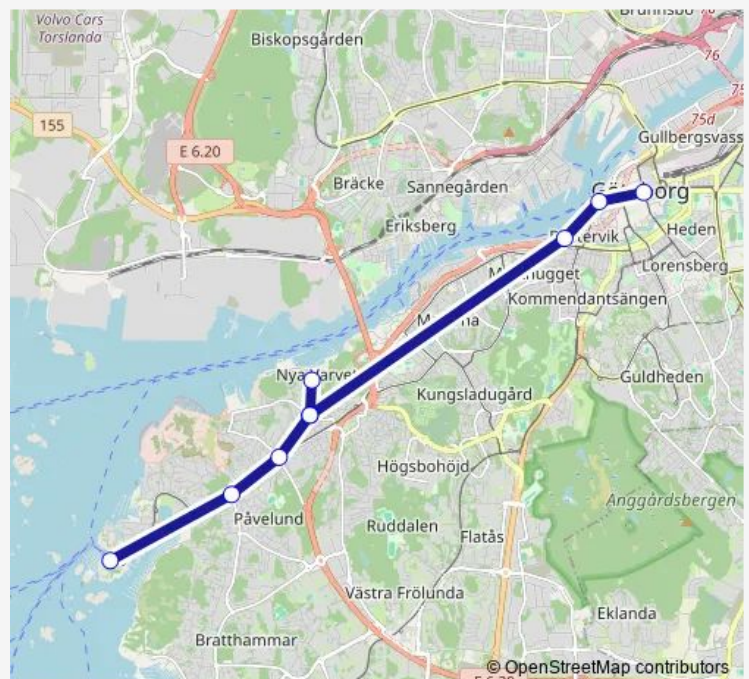 Volvo Cars
Torslanda
Biskopsgården
76
155
E 6.20
75d
Gullbergsvass
Bräcke
Sannegården
Eriksberg
Heden
Lorensberg
Kommendantsängen
Guldheden
Kungsladugård
Högsbohöjd
Änggårdsbergen
Påvelund
Ruddalen
Flatås
Västra Frölunda
Eklanda
Bratthammar
© OpenStreetMap contributors